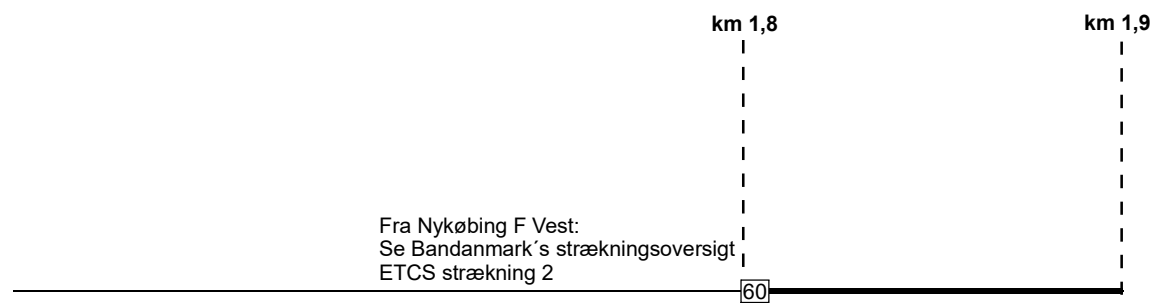 km 1,8
km 1,9
Fra Nykøbing F Vest:
Se Bandanmark´s strækningsoversigt
ETCS strækning 2
60